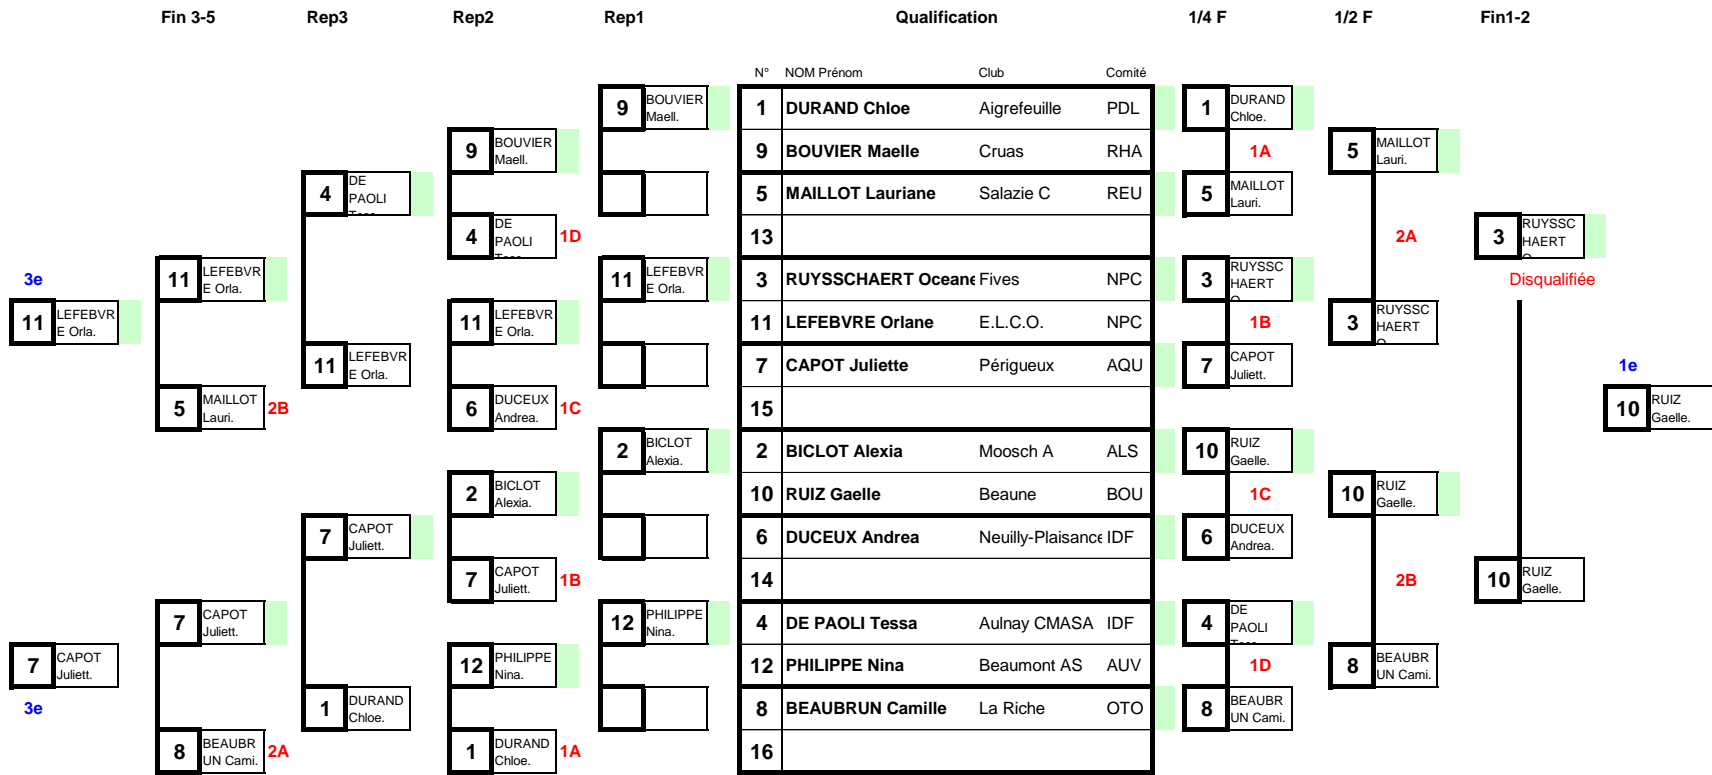 Fin 3-5 Rep3 Rep2 Rep1 Qualification 1/4 F 1/2 F Fin1-2
N° NOM Prénom Club Comité
9 BOUVIER Maell. 1 DURAND Chloe Aigrefeuille PDL 1 DURAND Chloe.
9 BOUVIER Maell. 9 BOUVIER Maelle Cruas RHA 1A 5 MAILLOT Lauri.
4 DE PAOLI 5 MAILLOT Lauriane Salazie C REU 5 MAILLOT Lauri.
4 DE PAOLI 1D 13 2A 3 RUYSSC HAERT
3e 11 LEFEBVR E Orla. 11 LEFEBVR E Orla. 3 RUYSSCHAERT Oceane Fives NPC 3 RUYSSC HAERT Disqualifiée
11 LEFEBVR E Orla. 11 LEFEBVR E Orla. 11 LEFEBVRE Orlane E.L.C.O. NPC 1B 3 RUYSSC HAERT
11 LEFEBVR E Orla. 7 CAPOT Juliette Périgueux AQU 7 CAPOT Juliett. 1e
5 MAILLOT Lauri. 2B 6 DUCEUX Andrea. 1C 15 10 RUIZ Gaelle.
2 BICLOT Alexia. 2 BICLOT Alexia Moosch A ALS 10 RUIZ Gaelle.
2 BICLOT Alexia. 10 RUIZ Gaelle Beaune BOU 1C 10 RUIZ Gaelle.
7 CAPOT Juliett. 6 DUCEUX Andrea Neuilly-Plaisance IDF 6 DUCEUX Andrea.
7 CAPOT Juliett. 1B 14 2B 10 RUIZ Gaelle.
7 CAPOT Juliett. 12 PHILIPPE Nina. 4 DE PAOLI Tessa Aulnay CMASA IDF 4 DE PAOLI
7 CAPOT Juliett. 12 PHILIPPE Nina. 12 PHILIPPE Nina Beaumont AS AUV 1D 8 BEAUBR UN Cami.
3e 1 DURAND Chloe. 8 BEAUBRUN Camille La Riche OTO 8 BEAUBR UN Cami.
8 BEAUBR UN Cami. 2A 1 DURAND Chloe. 1A 16